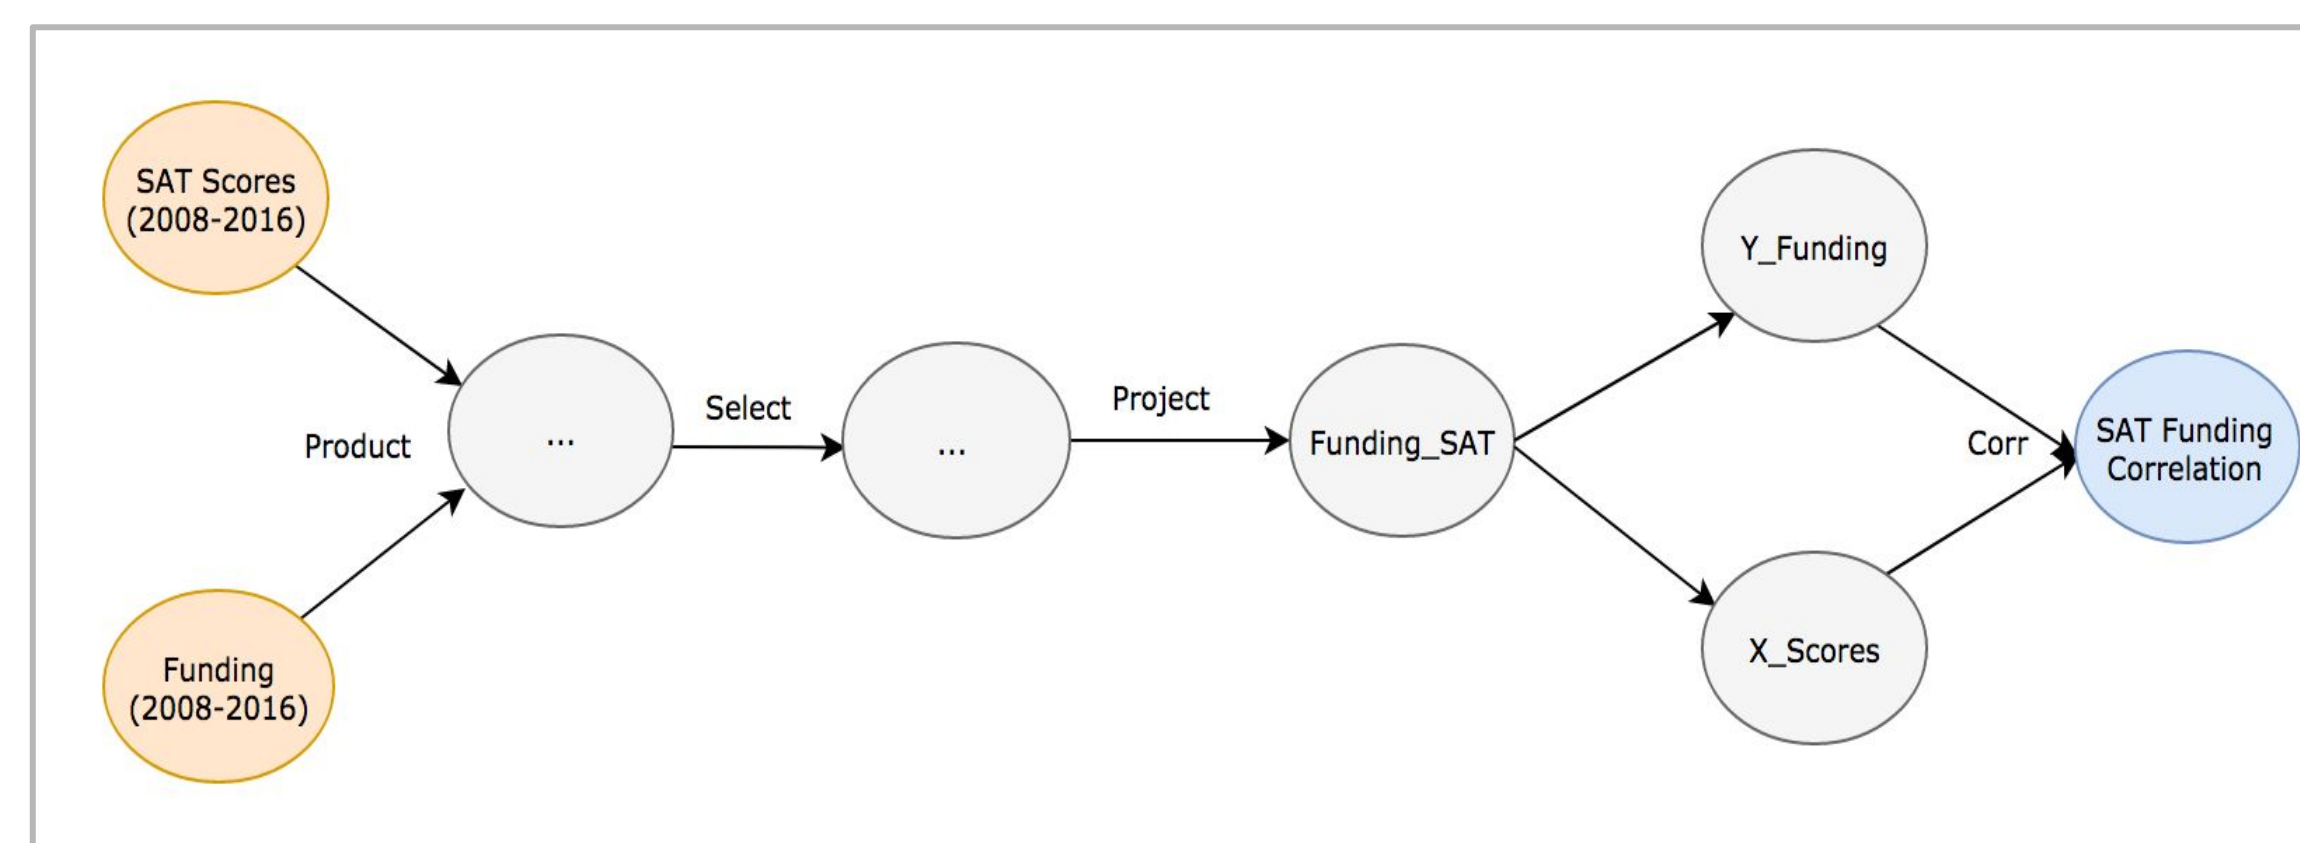 SAT Scores
(2008-2016)
Funding
(2008-2016)
Product
...
Select
...
Project
Funding_SAT
Y_Funding
X_Scores
Corr
SAT Funding
Correlation